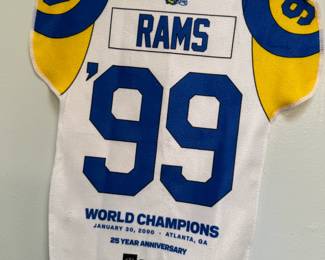 RAMS
'99
WORLD CHAMPIONS
JANUARY 30, 2000 • ATLANTA, GA
25 YEAR ANNIVERSARY